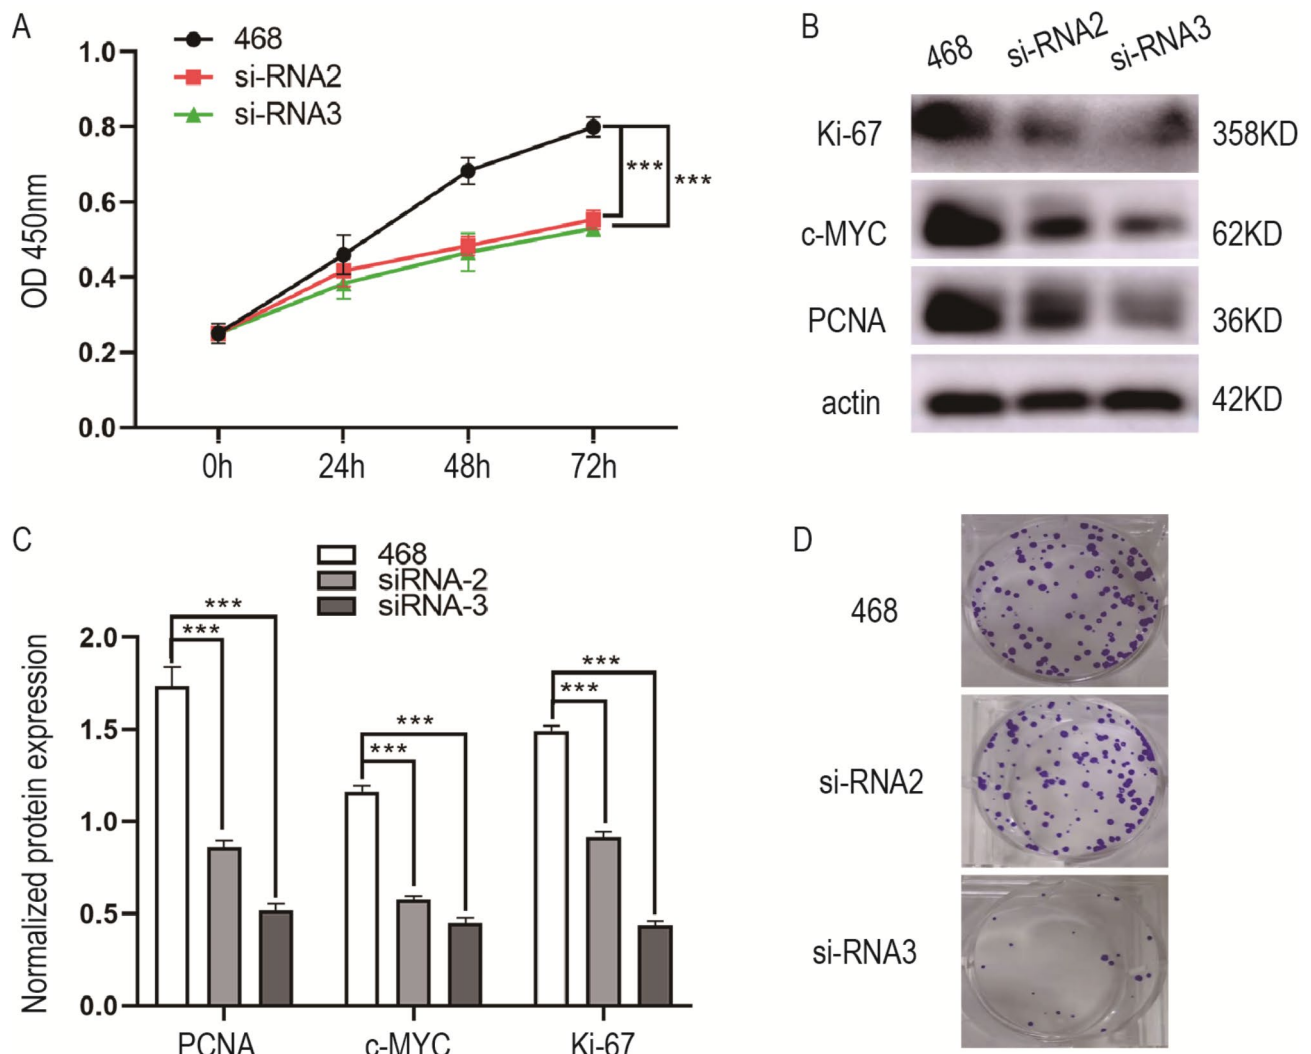 A
468
si-RNA2
si-RNA3
1.0
0.8
0.6
0.4
0.2
0.0
OD 450nm
***
***
0h 24h 48h 72h
B
468 si-RNA2 si-RNA3
Ki-67 358KD
c-MYC 62KD
PCNA 36KD
actin 42KD
C
468
siRNA-2
siRNA-3
2.0
1.5
1.0
0.5
0.0
Normalized protein expression
***
***
***
***
***
***
PCNA c-MYC Ki-67
D
468
si-RNA2
si-RNA3